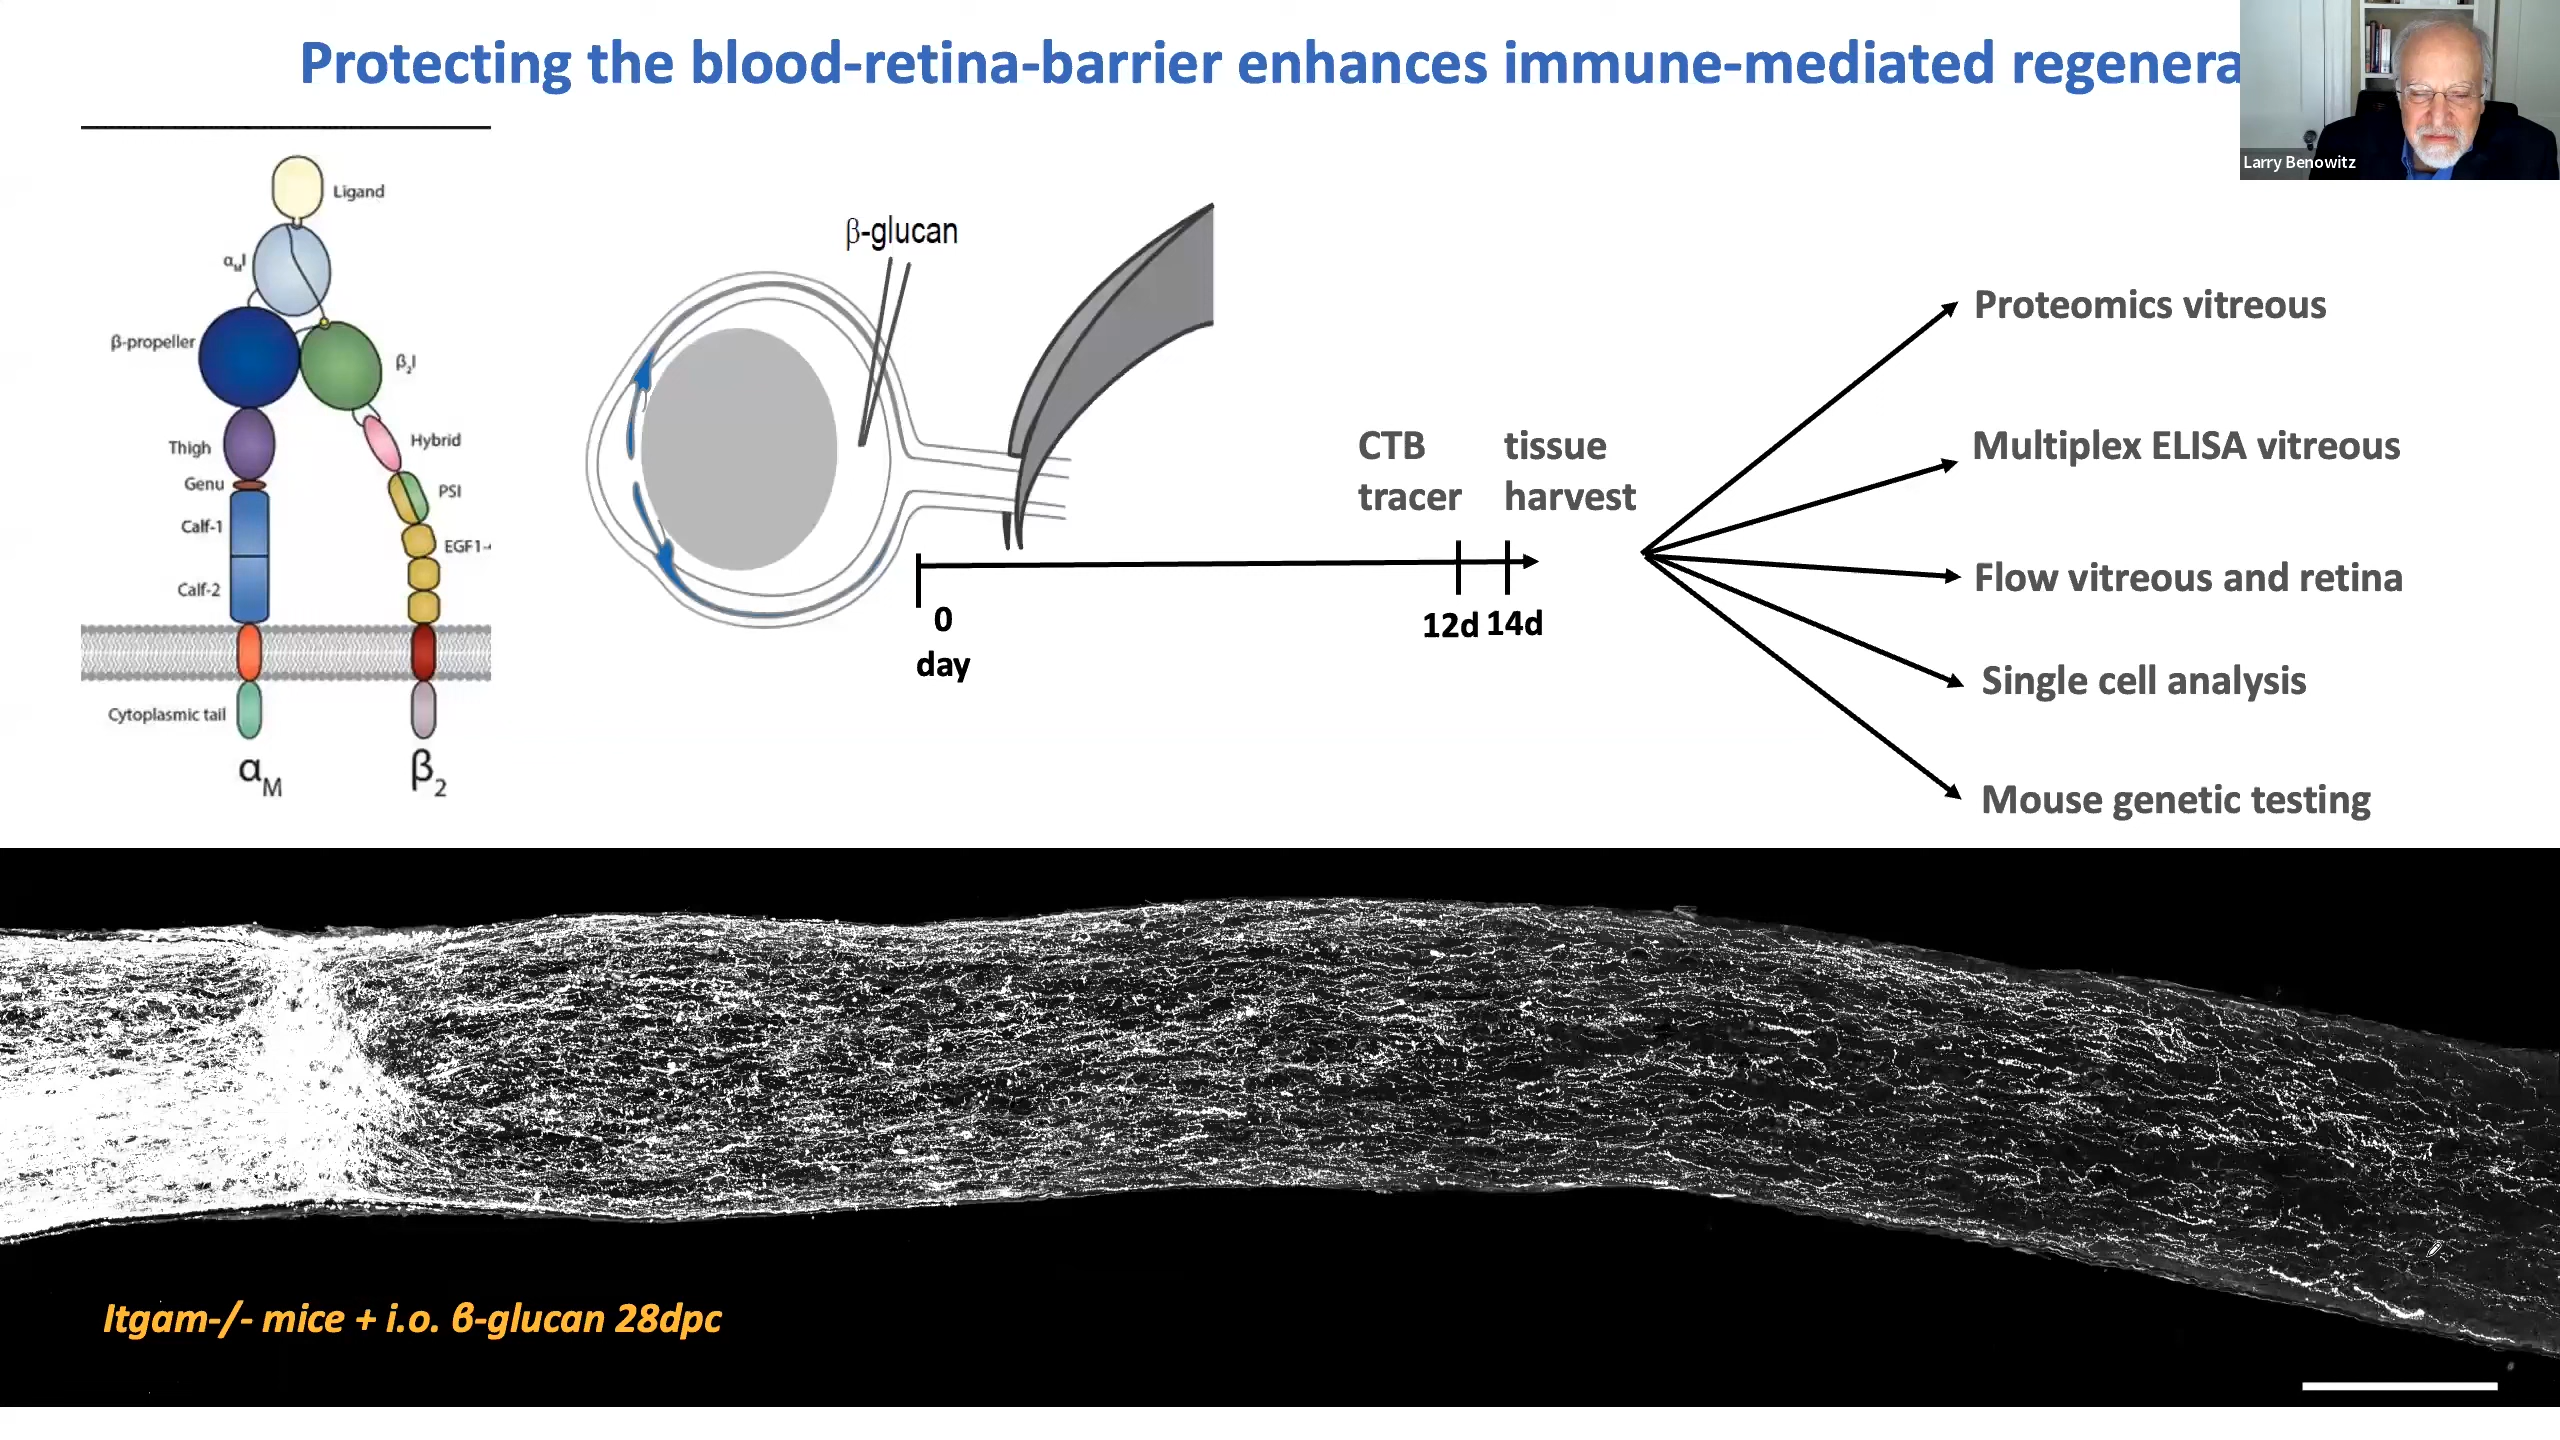 Protecting the blood-retina-barrier enhances immune-mediated regenera
Larry Benowitz
Ligand
αMI
β-propeller
β2I
Thigh
Hybrid
Genu
PSI
Calf-1
EGF1-4
Calf-2
Cytoplasmic tail
αM
β2
β-glucan
CTB tracer
tissue harvest
0 day
12d
14d
Proteomics vitreous
Multiplex ELISA vitreous
Flow vitreous and retina
Single cell analysis
Mouse genetic testing
Itgam-/- mice + i.o. β-glucan 28dpc